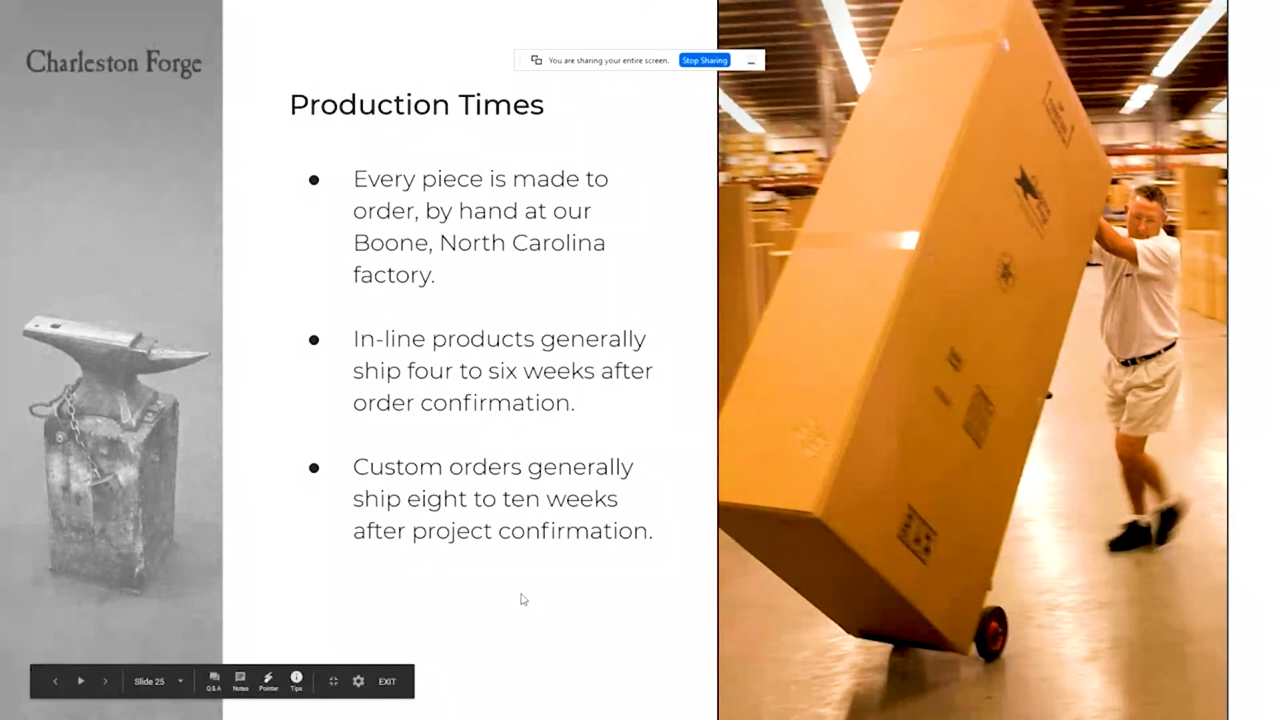 Charleston Forge
You are sharing your entire screen.
Stop Sharing
Production Times
● Every piece is made to
order, by hand at our
Boone, North Carolina
factory.
● In-line products generally
ship four to six weeks after
order confirmation.
● Custom orders generally
ship eight to ten weeks
after project confirmation.
Slide 25
Q&A
Notes
Pointer
Tips
EXIT